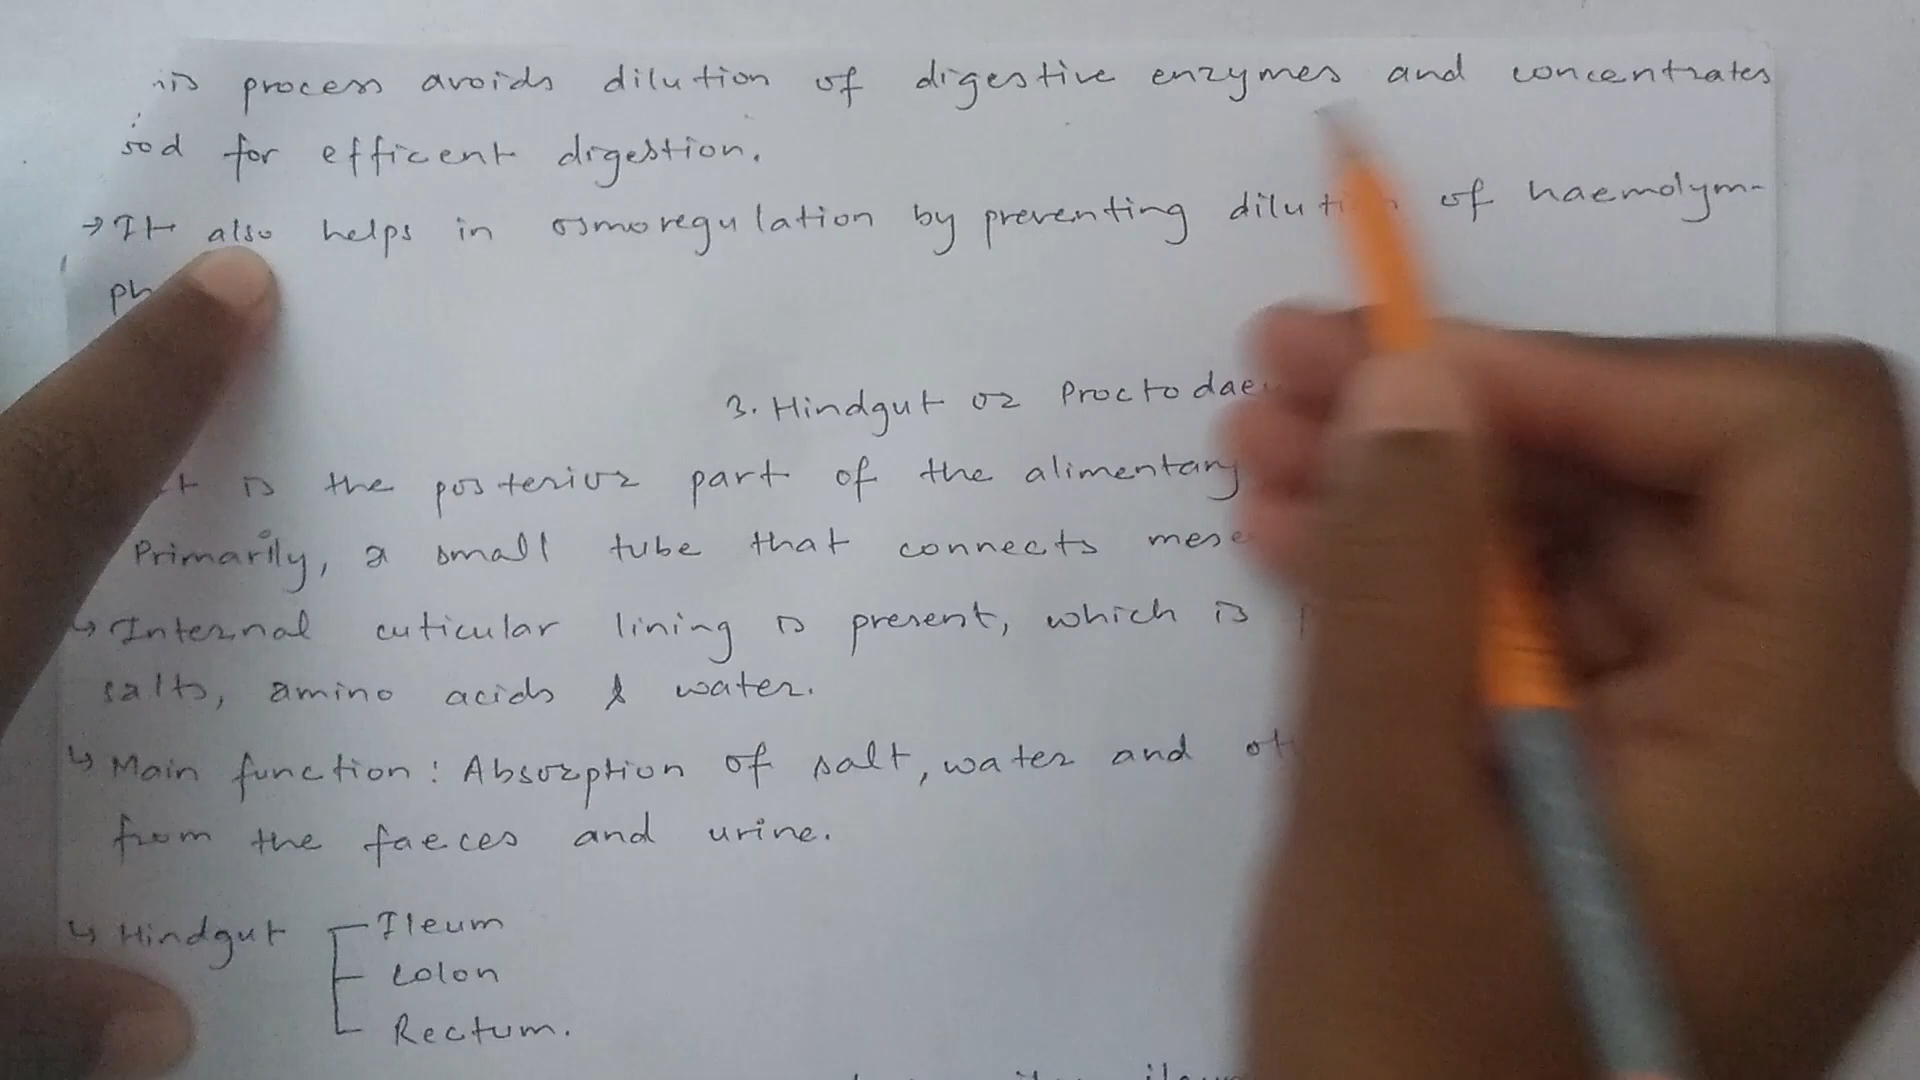 process avoids dilution of digestive enzymes and concentrates
for efficent digestion.
→ It also helps in osmoregulation by preventing of haemolym-
ph
3. Hindgut or
is the posterior part of the alimentary
Primarily, a small tube that connects
↳ Internal cuticular lining is present, which is
salts, amino acids & water.
↳ Main function: Absorption of salt, water and
from the faeces and urine.
↳ Hindgut Ileum
Colon
Rectum.